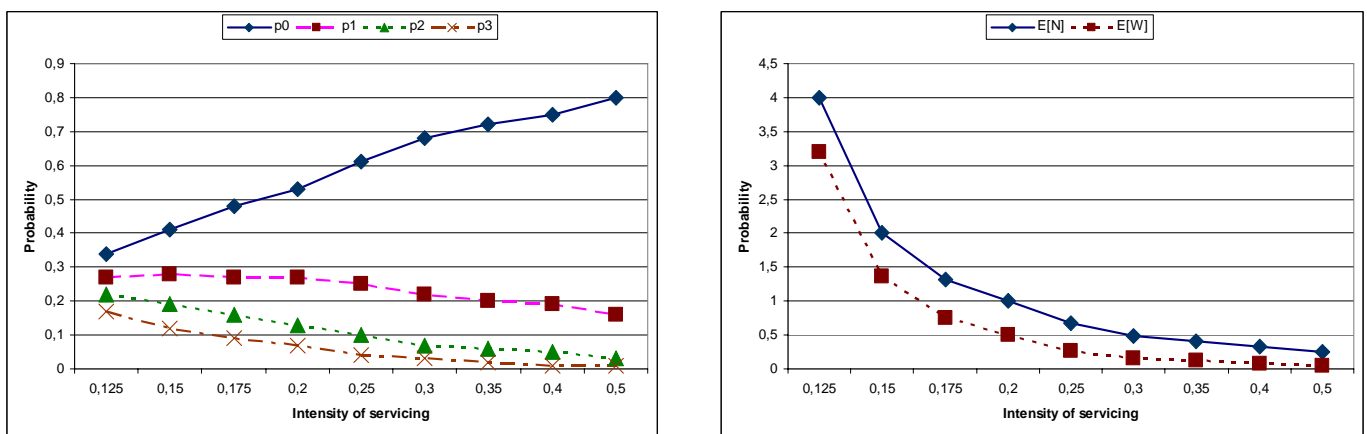 p0 p1 p2 p3
0,9
0,8
0,7
0,6
0,5
0,4
0,3
0,2
0,1
0
Probability
0,125 0,15 0,175 0,2 0,25 0,3 0,35 0,4 0,5
Intensity of servicing
E[N] E[W]
4,5
4
3,5
3
2,5
2
1,5
1
0,5
0
Probability
0,125 0,15 0,175 0,2 0,25 0,3 0,35 0,4 0,5
Intensity of servicing